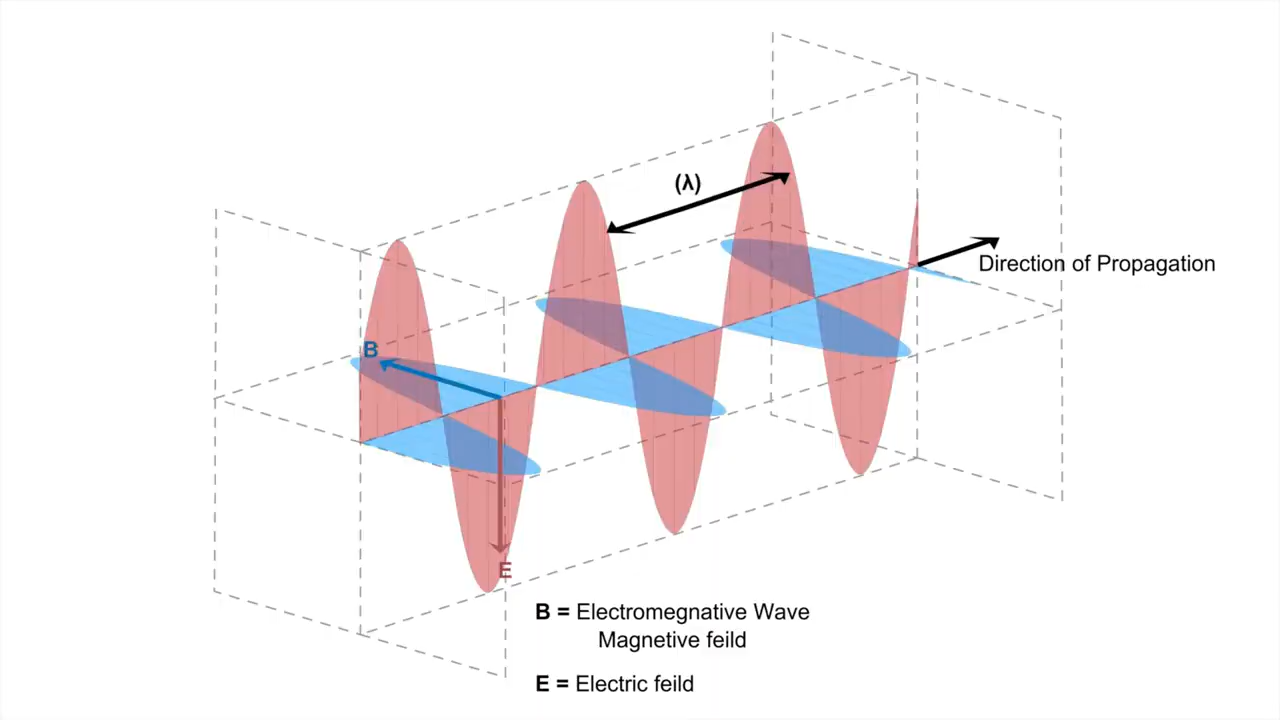 (λ)
Direction of Propagation
B
E
B = Electromegnative Wave
Magnetive feild
E = Electric feild